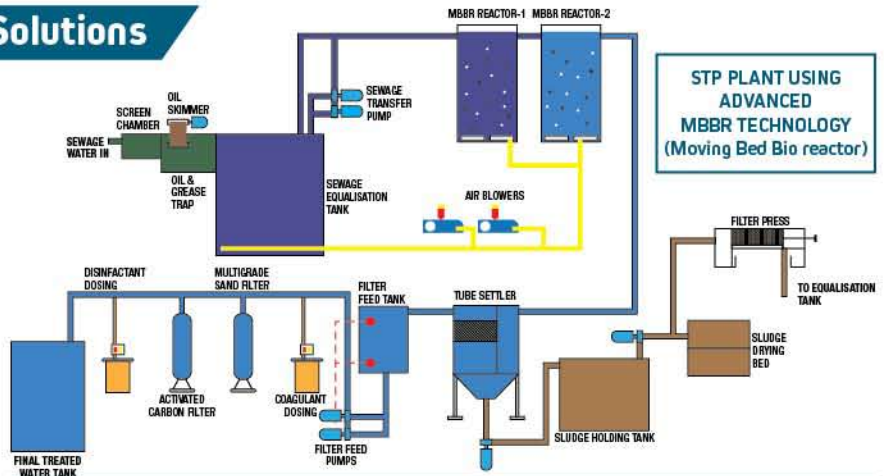 Solutions
MBBR REACTOR-1
MBBR REACTOR-2
STP PLANT USING
ADVANCED
MBBR TECHNOLOGY
(Moving Bed Bio reactor)
OIL
SKIMMER
SCREEN
CHAMBER
SEWAGE
WATER IN
OIL &
GREASE
TRAP
SEWAGE
TRANSFER
PUMP
SEWAGE
EQUALISATION
TANK
AIR BLOWERS
FILTER PRESS
TO EQUALISATION
TANK
DISINFACTANT
DOSING
MULTIGRADE
SAND FILTER
FILTER
FEED TANK
TUBE SETTLER
SLUDGE
DRYING
BED
ACTIVATED
CARBON FILTER
COAGULANT
DOSING
SLUDGE HOLDING TANK
FINAL TREATED
WATER TANK
FILTER FEED
PUMPS